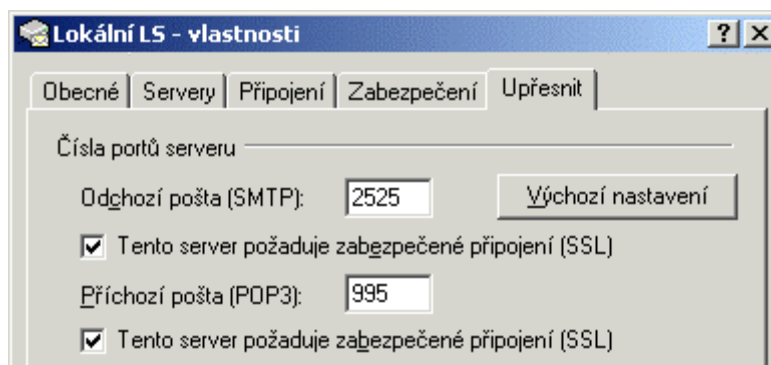 Lokální LS - vlastnosti
Obecné Servery Připojení Zabezpečení Upřesnit
Čísla portů serveru
Odchozí pošta (SMTP): 2525 Výchozí nastavení
Tento server požaduje zabezpečené připojení (SSL)
Příchozí pošta (POP3): 995
Tento server požaduje zabezpečené připojení (SSL)